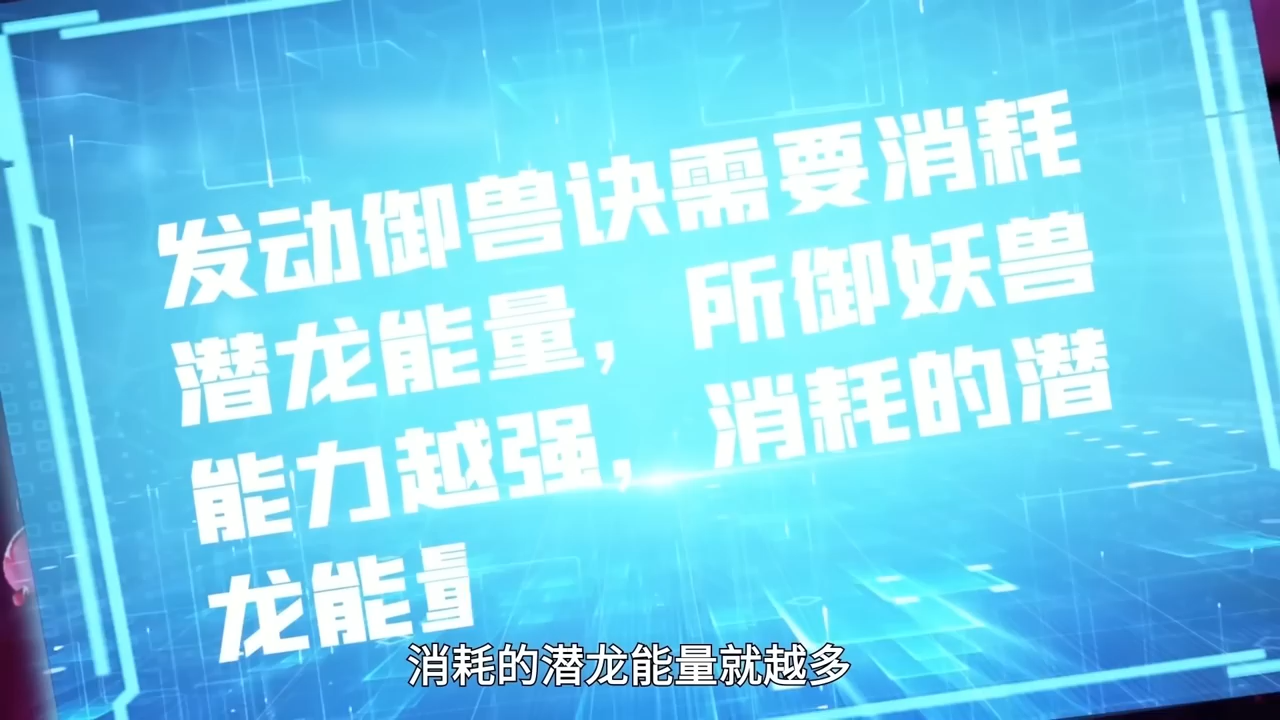 发动御兽诀需要消耗
潜龙能量，所御妖兽
能力越强，消耗的潜
龙能量
消耗的潜龙能量就越多